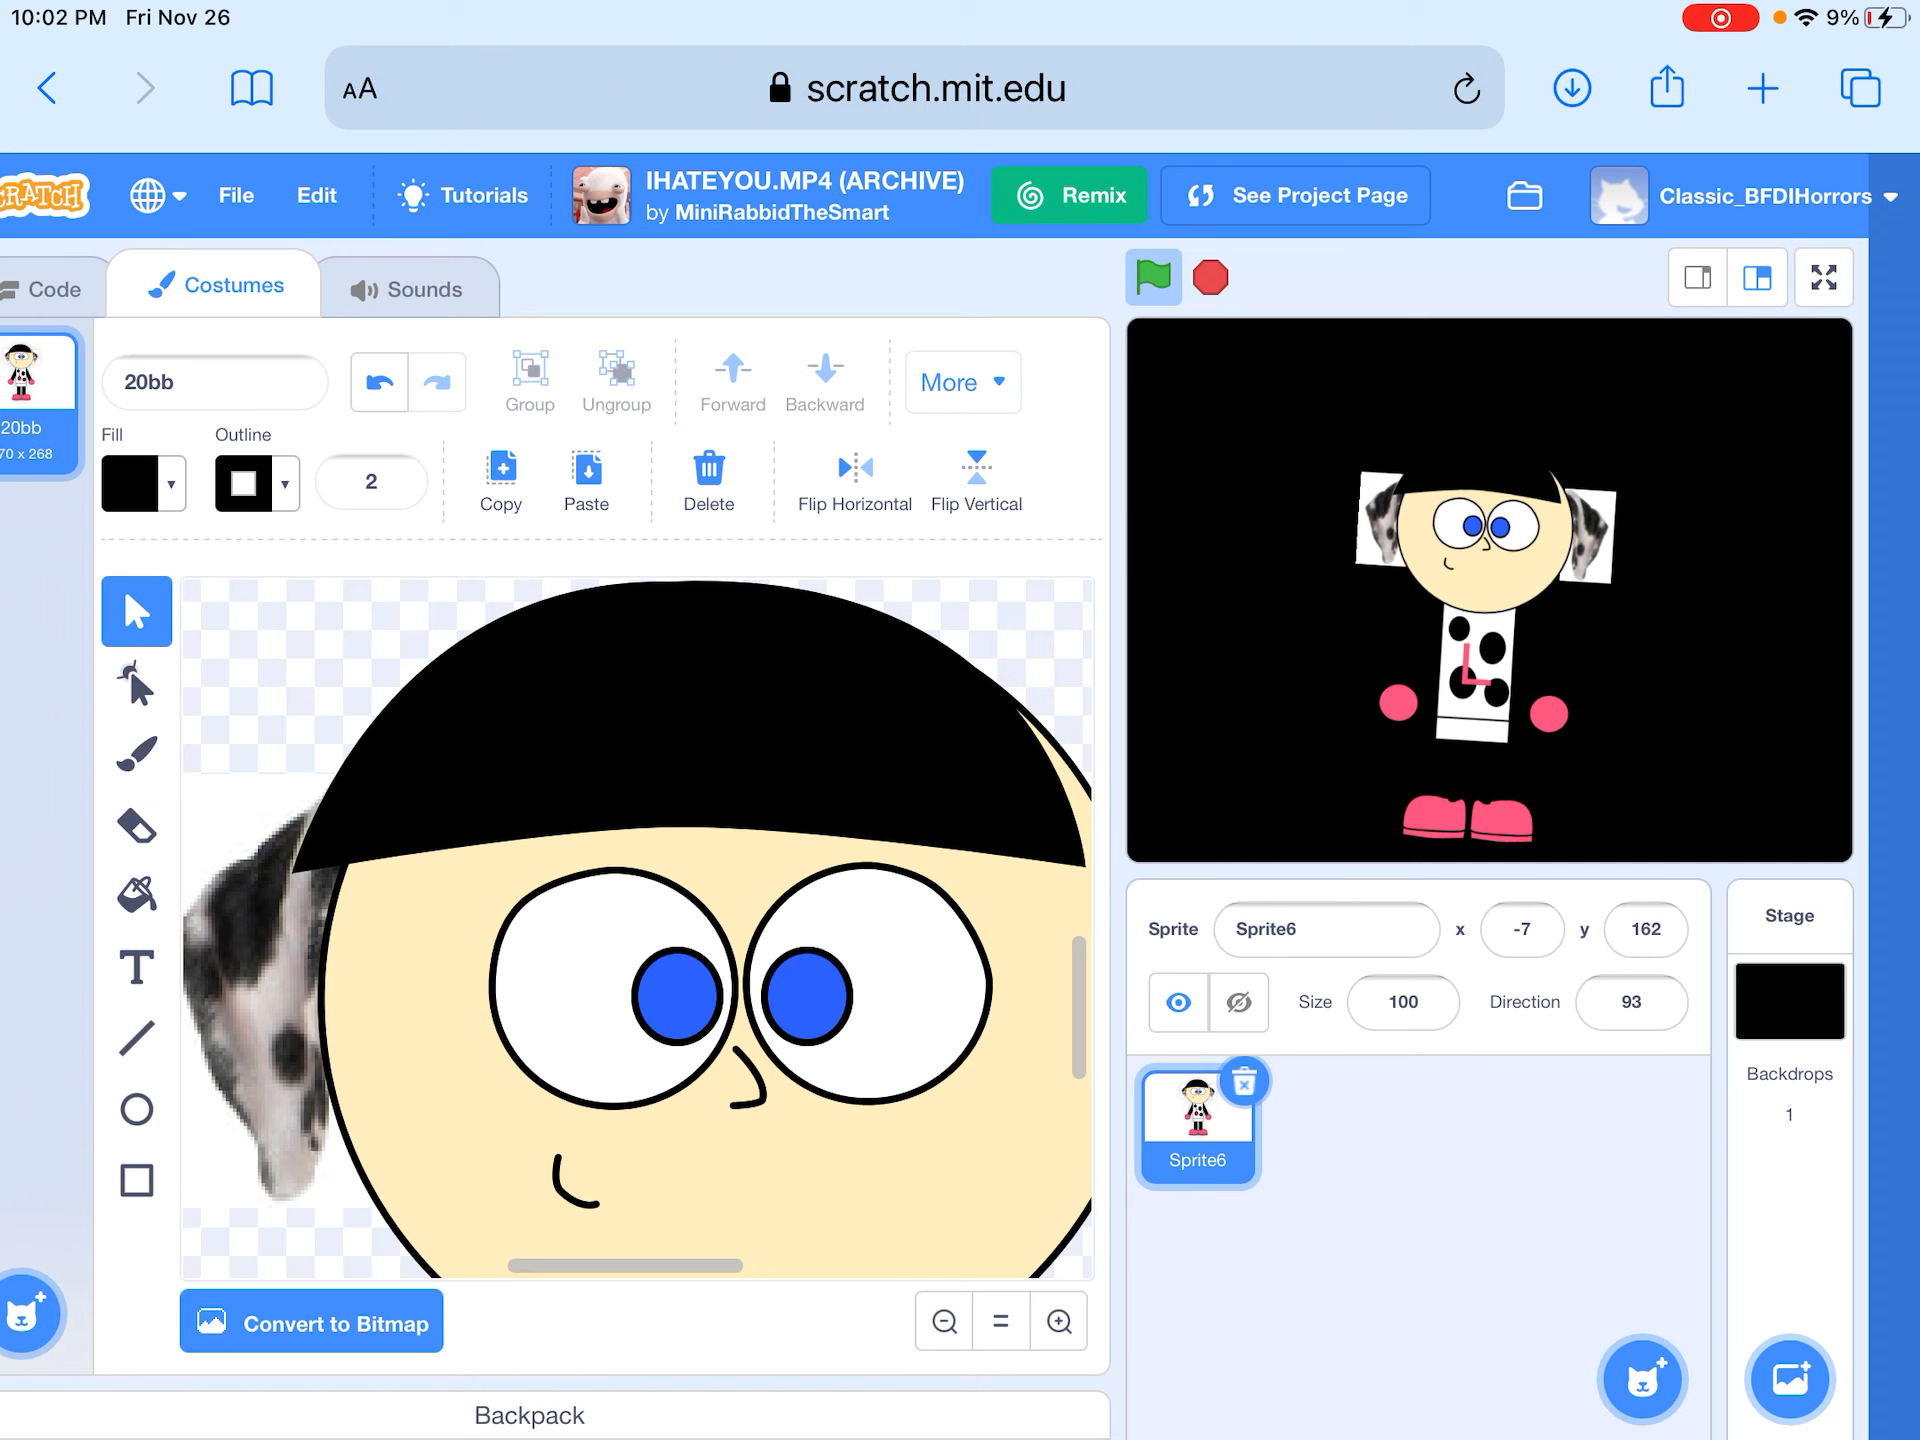 10:02 PM Fri Nov 26
9%
AA
scratch.mit.edu
File
Edit
Tutorials
IHATEYOU.MP4 (ARCHIVE)
by MiniRabbidTheSmart
Remix
See Project Page
Classic_BFDIHorrors
Code
Costumes
Sounds
20bb
Group
Ungroup
Forward
Backward
More
20bb
70 x 268
Fill
Outline
2
Copy
Paste
Delete
Flip Horizontal
Flip Vertical
T
L
Sprite
Sprite6
x
-7
y
162
Size
100
Direction
93
Stage
Backdrops
1
Sprite6
Convert to Bitmap
Backpack